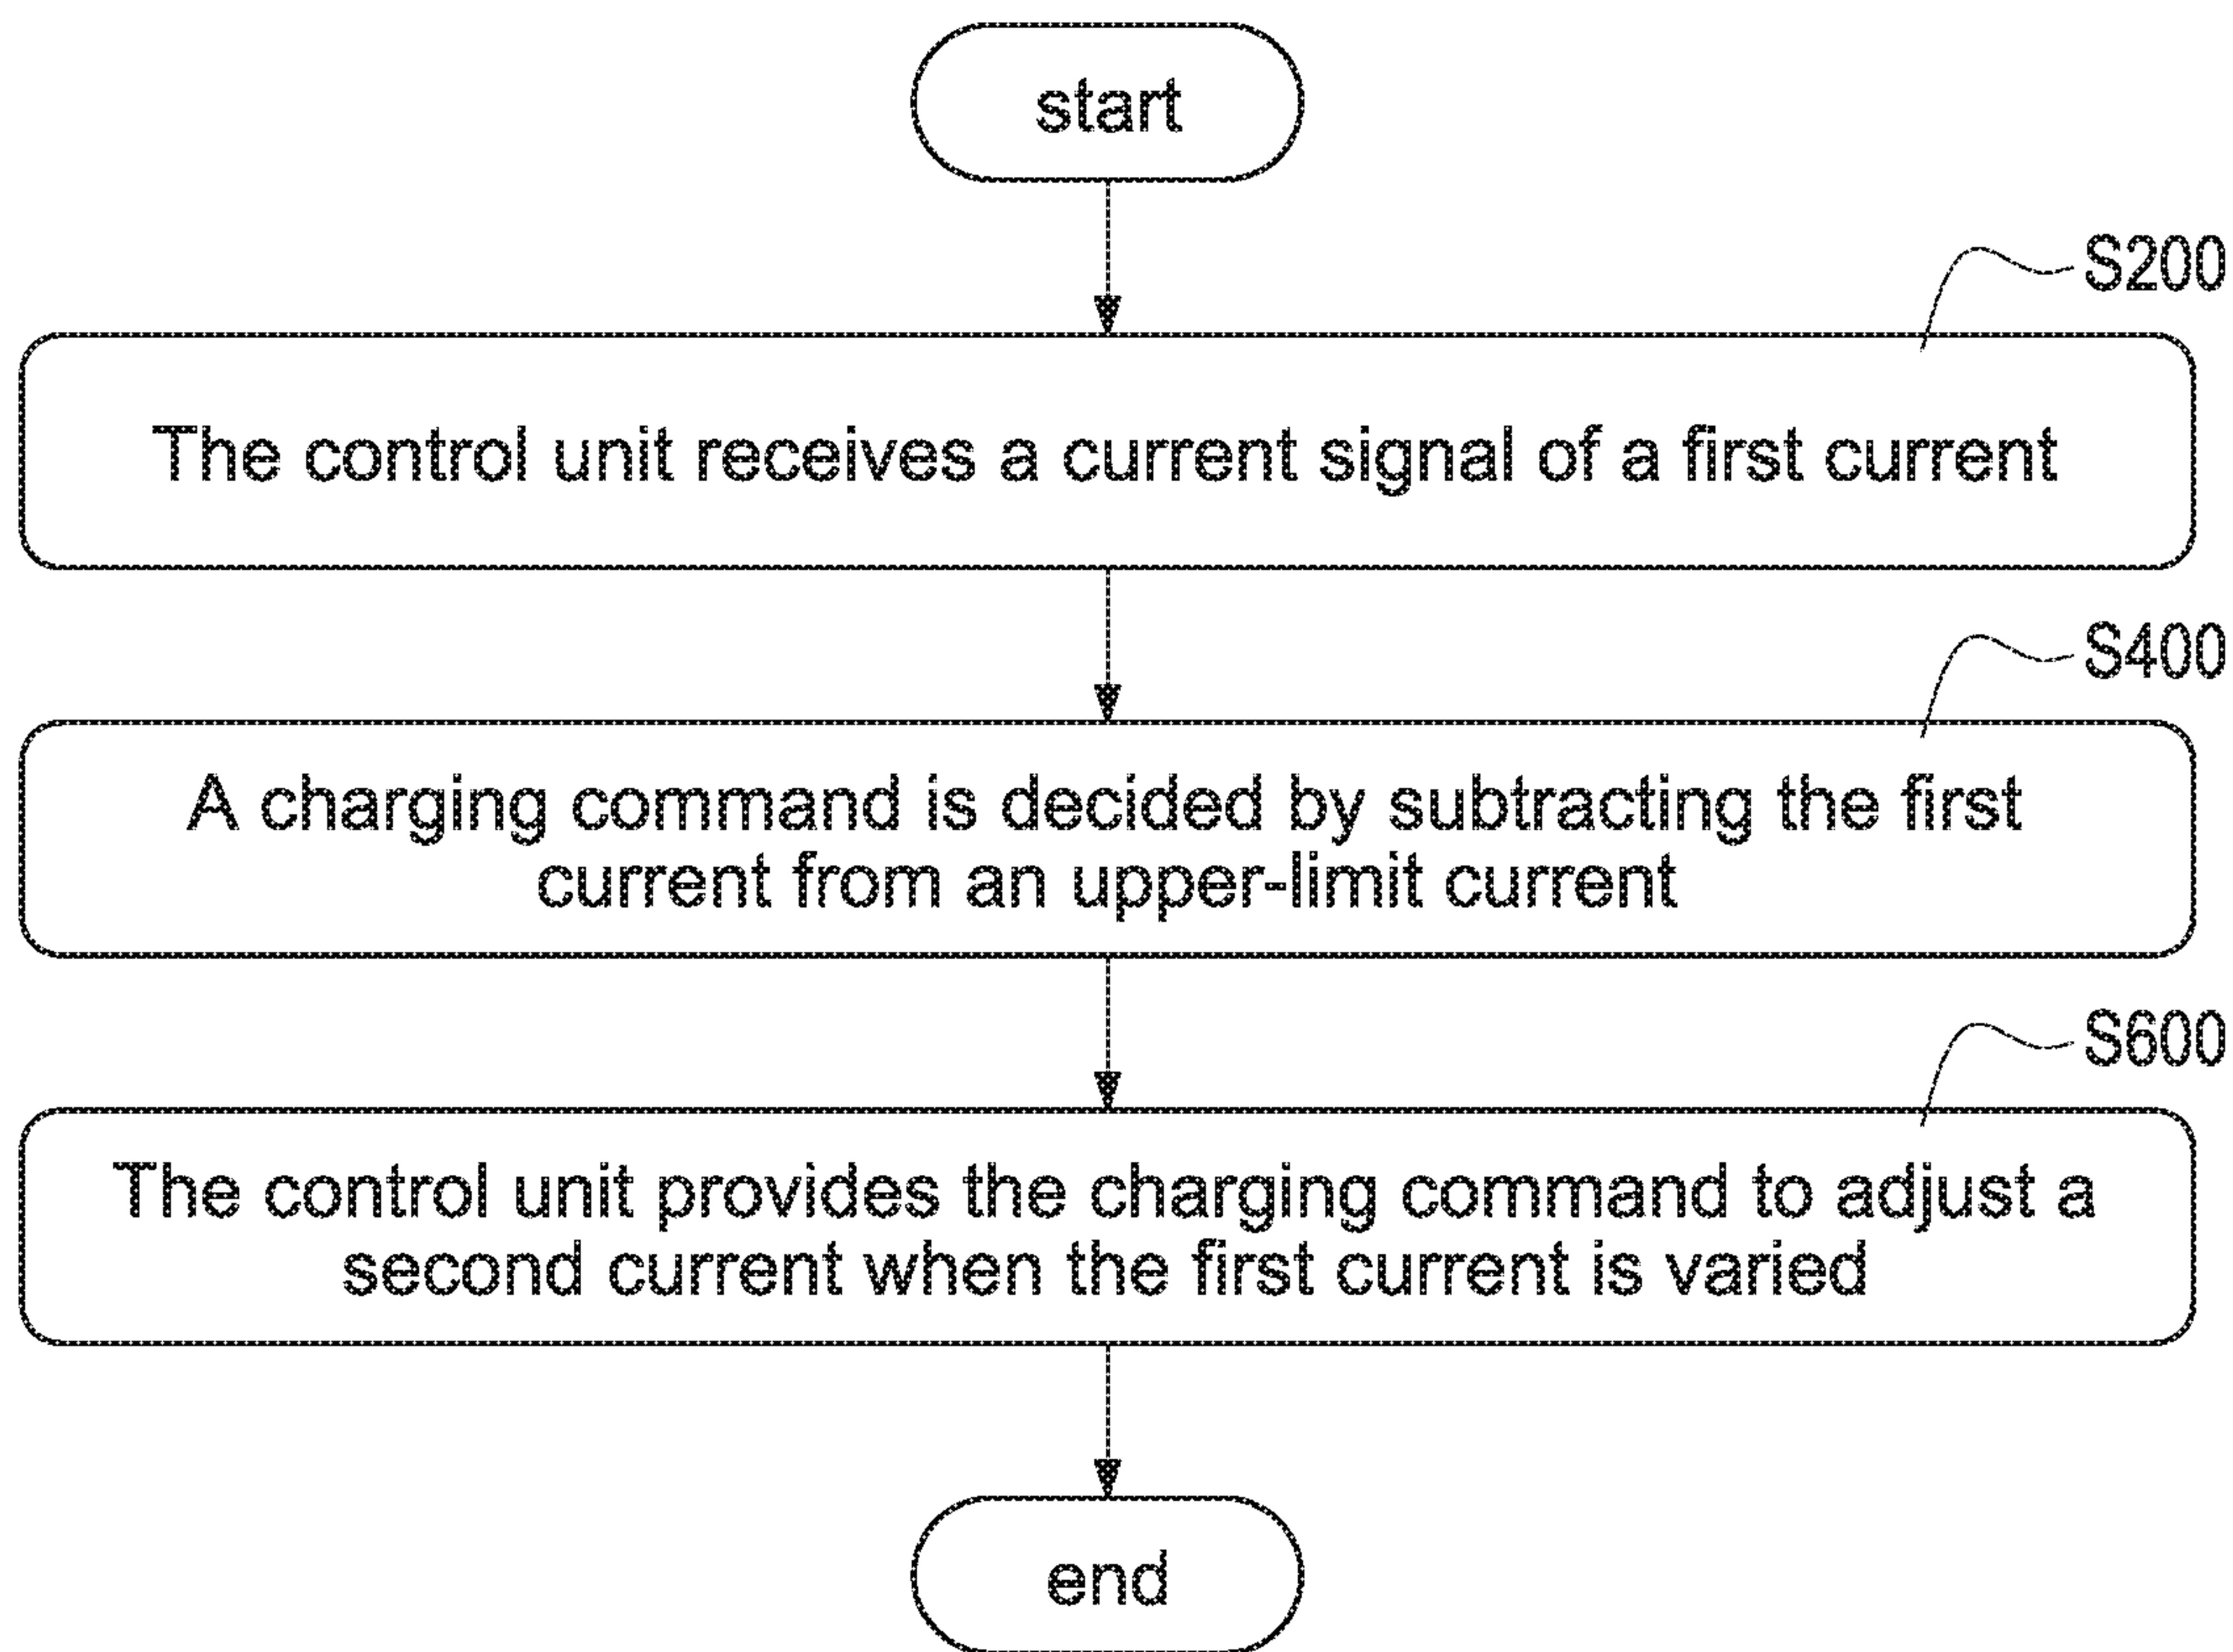 start
S200
The control unit receives a current signal of a first current
S400
A charging command is decided by subtracting the first
current from an upper-limit current
S600
The control unit provides the charging command to adjust a
second current when the first current is varied
end